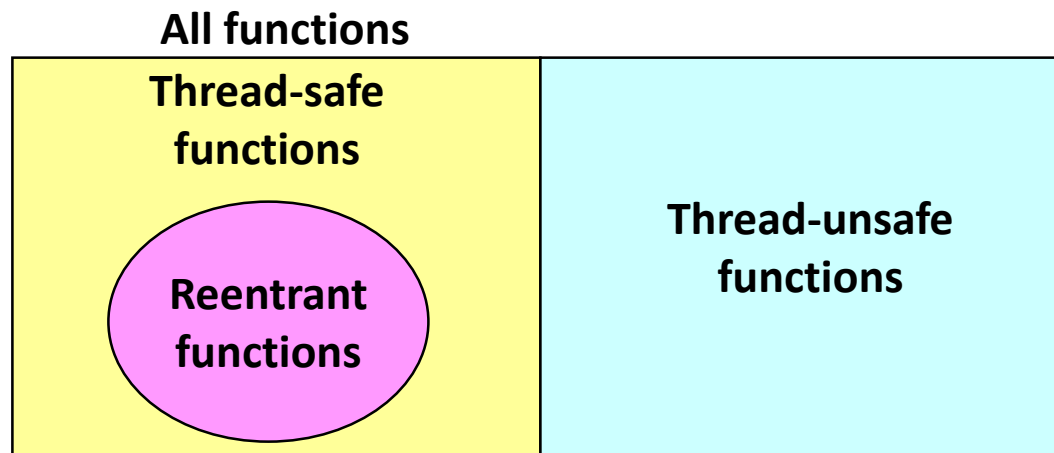 All functions
Thread-safe
functions
Reentrant
functions
Thread-unsafe
functions